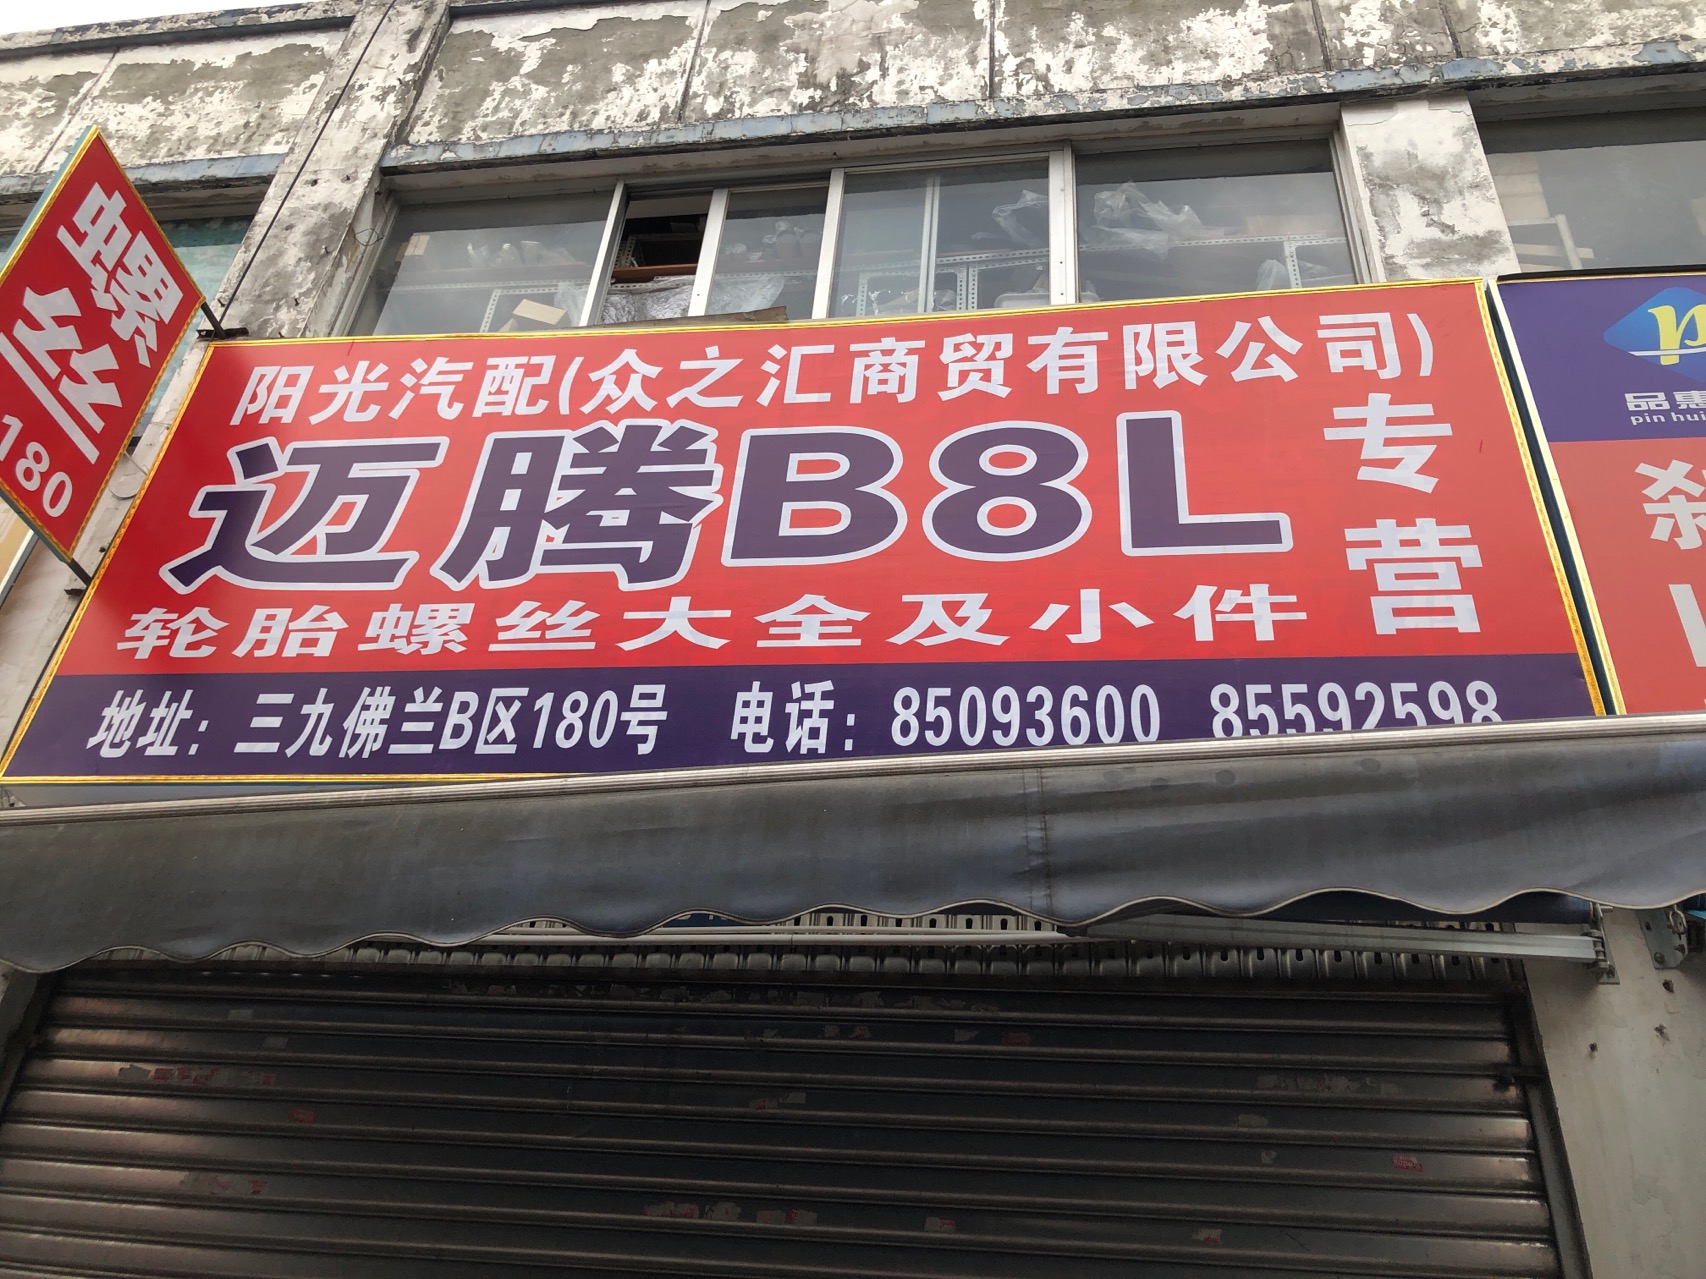 螺丝
180
阳光汽配(众之汇商贸有限公司)
迈腾B8L
专营
轮胎螺丝大全及小件
地址：三九佛兰B区180号 电话：85093600 85592598
品惠
pin hui
刹